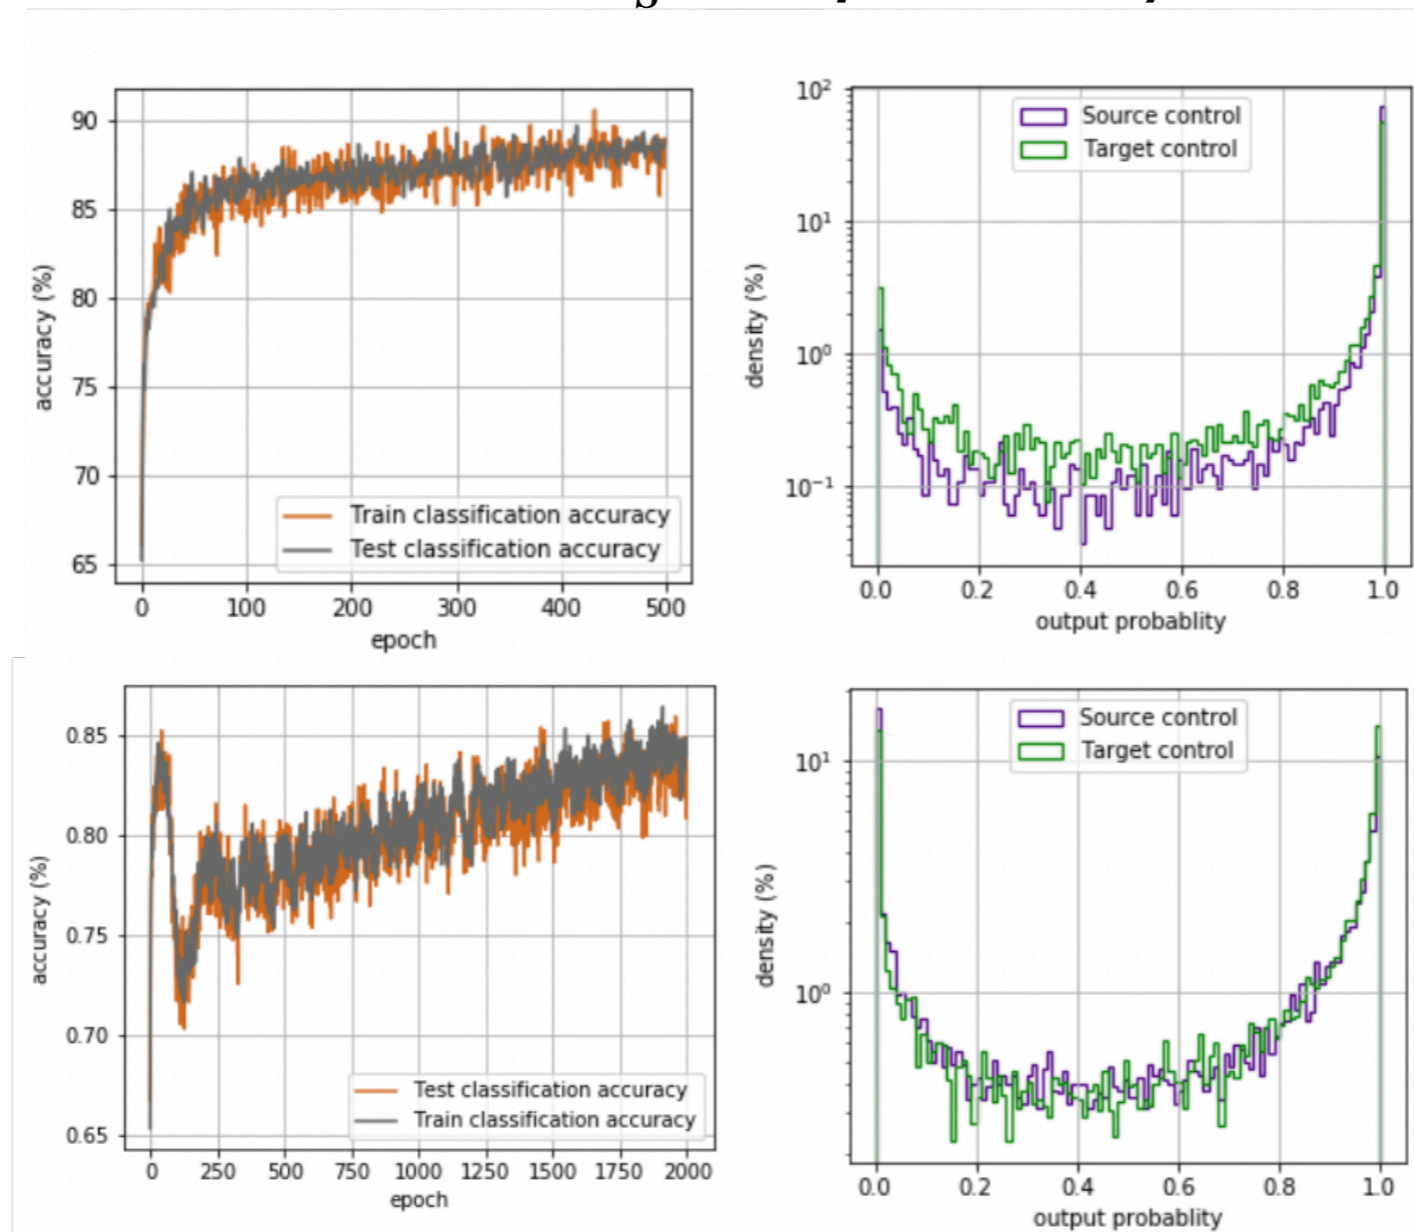 90
85
80
75
70
65
accuracy (%)
Train classification accuracy
Test classification accuracy
0 100 200 300 400 500
epoch
10²
10¹
10⁰
10⁻¹
density (%)
Source control
Target control
0.0 0.2 0.4 0.6 0.8 1.0
output probablity
0.85
0.80
0.75
0.70
0.65
accuracy (%)
Test classification accuracy
Train classification accuracy
0 250 500 750 1000 1250 1500 1750 2000
epoch
10¹
10⁰
density (%)
Source control
Target control
0.0 0.2 0.4 0.6 0.8 1.0
output probablity